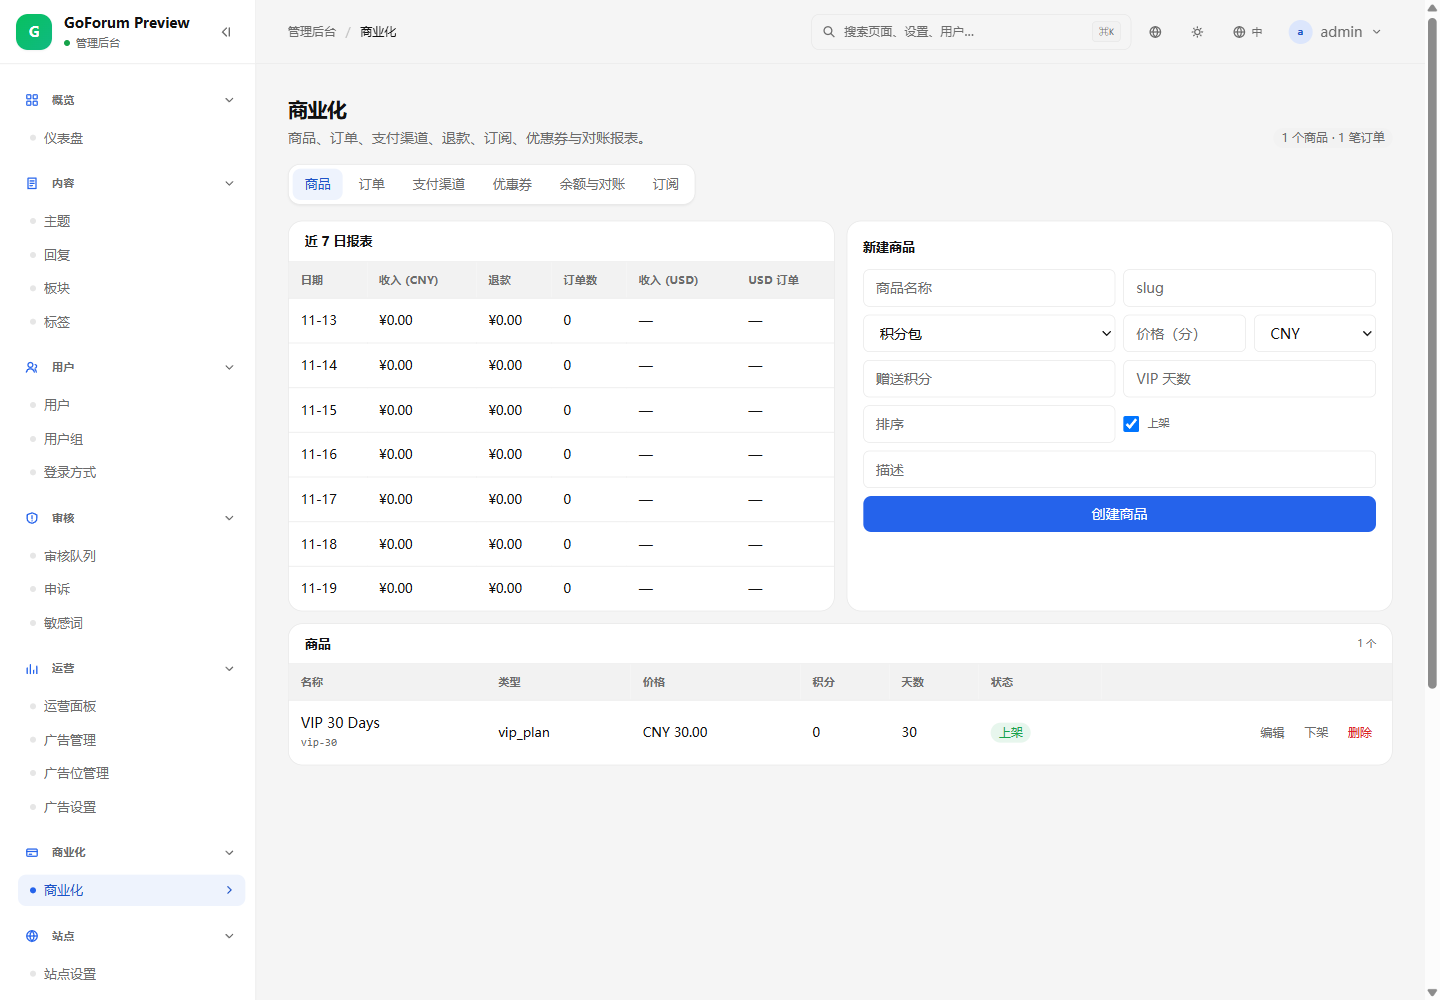 G
GoForum Preview
管理后台
管理后台 / 商业化
搜索页面、设置、用户...
⌘K
中
a
admin
概览
仪表盘
内容
主题
回复
板块
标签
用户
用户
用户组
登录方式
审核
审核队列
申诉
敏感词
运营
运营面板
广告管理
广告位管理
广告设置
商业化
商业化
站点
站点设置
商业化
商品、订单、支付渠道、退款、订阅、优惠券与对账报表。
1 个商品 · 1 笔订单
商品 订单 支付渠道 优惠券 余额与对账 订阅
近 7 日报表
日期 收入 (CNY) 退款 订单数 收入 (USD) USD 订单
11-13 ¥0.00 ¥0.00 0 — —
11-14 ¥0.00 ¥0.00 0 — —
11-15 ¥0.00 ¥0.00 0 — —
11-16 ¥0.00 ¥0.00 0 — —
11-17 ¥0.00 ¥0.00 0 — —
11-18 ¥0.00 ¥0.00 0 — —
11-19 ¥0.00 ¥0.00 0 — —
新建商品
商品名称 slug
积分包 价格（分） CNY
赠送积分 VIP 天数
排序 上架
描述
创建商品
商品 1 个
名称 类型 价格 积分 天数 状态
VIP 30 Days vip_plan CNY 30.00 0 30 上架 编辑 下架 删除
vip-30